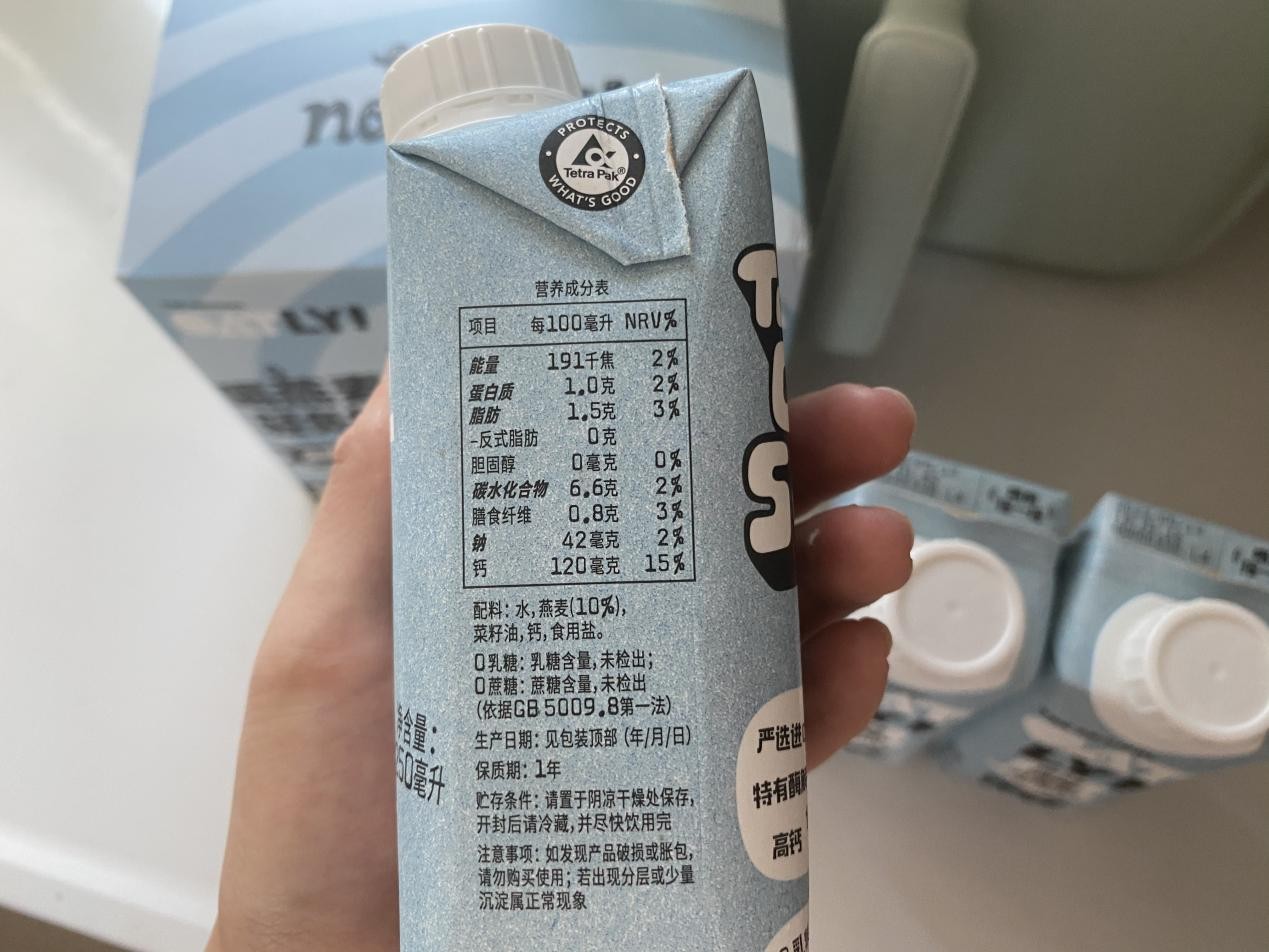 PROTECTS
Tetra Pak®
WHAT'S GOOD
营养成分表
项目 每100毫升 NRV%
能量 191千焦 2%
蛋白质 1.0克 2%
脂肪 1.5克 3%
-反式脂肪 0克
胆固醇 0毫克 0%
碳水化合物 6.6克 2%
膳食纤维 0.8克 3%
钠 42毫克 2%
钙 120毫克 15%
配料：水,燕麦(10%),
菜籽油,钙,食用盐。
0乳糖：乳糖含量,未检出；
0蔗糖：蔗糖含量,未检出
(依据GB 5009.8第一法)
生产日期：见包装顶部 (年/月/日)
保质期：1年
贮存条件：请置于阴凉干燥处保存，
开封后请冷藏,并尽快饮用完
注意事项：如发现产品破损或胀包，
请勿购买使用；若出现分层或少量
沉淀属正常现象
净含量：
50毫升
严选进
特有酶
高钙
ne
LY!